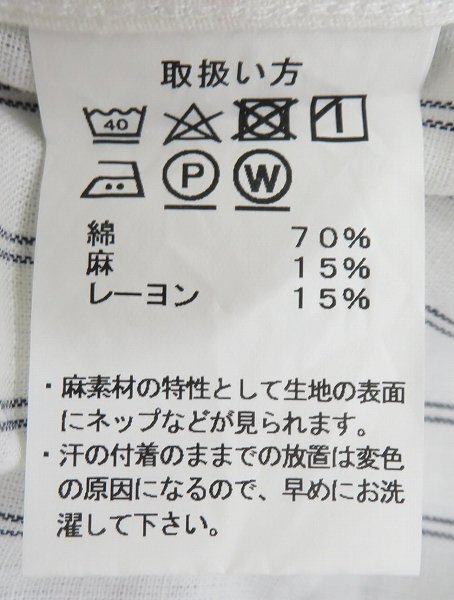 取扱い方
40
P W
綿 70%
麻 15%
レーヨン 15%
・麻素材の特性として生地の表面
にネップなどが見られます。
・汗の付着のままでの放置は変色
の原因になるので、早めにお洗
濯して下さい。